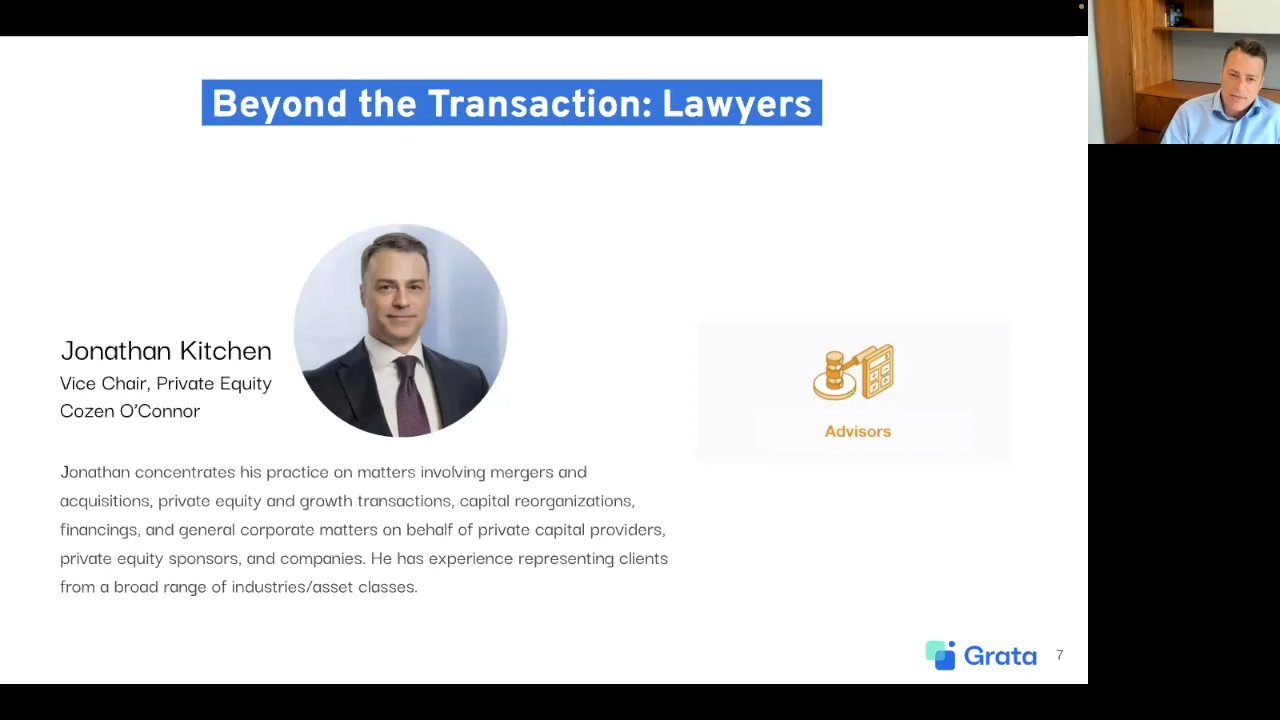 Beyond the Transaction: Lawyers
Jonathan Kitchen
Vice Chair, Private Equity
Cozen O’Connor
Jonathan concentrates his practice on matters involving mergers and
acquisitions, private equity and growth transactions, capital reorganizations,
financings, and general corporate matters on behalf of private capital providers,
private equity sponsors, and companies. He has experience representing clients
from a broad range of industries/asset classes.
Advisors
Grata
7